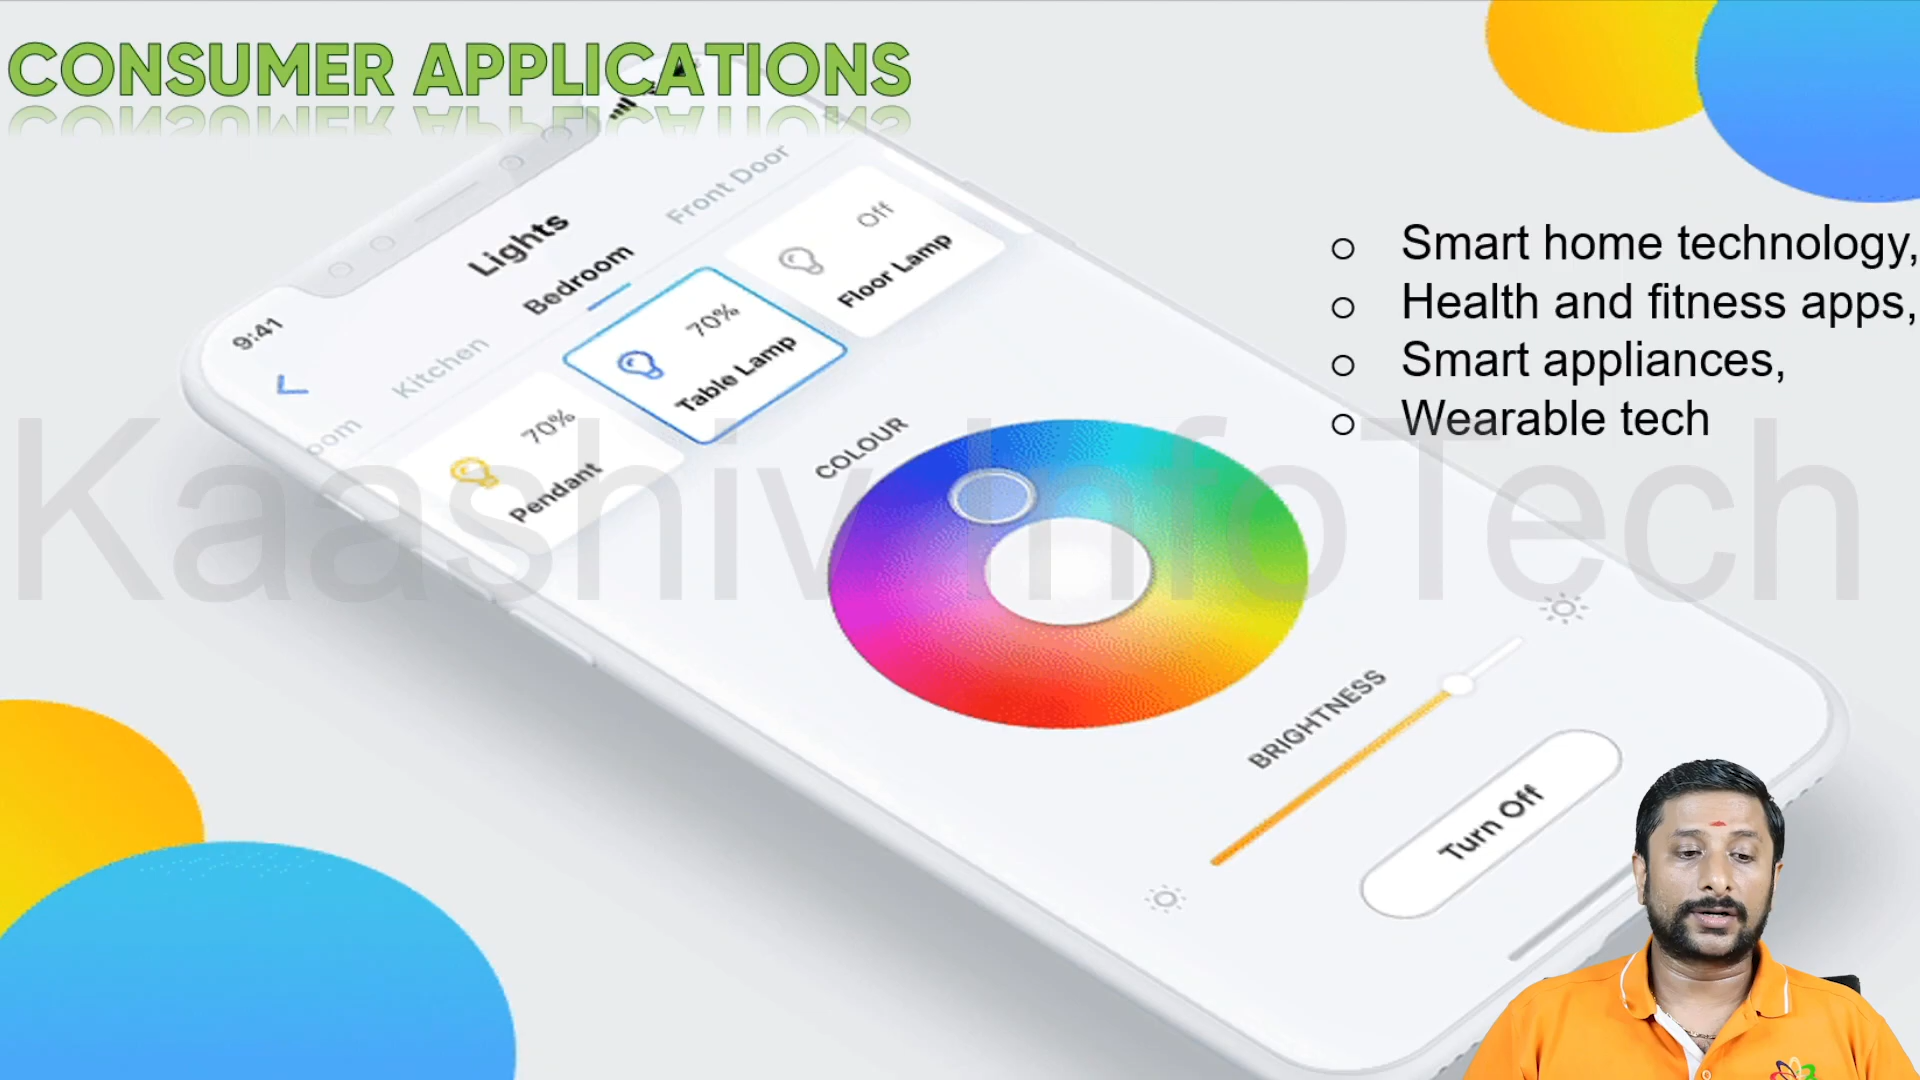 CONSUMER APPLICATIONS
Smart home technology,
Health and fitness apps,
Smart appliances,
Wearable tech
9:41
Lights
oom
Kitchen
Bedroom
Front Door
70%
Pendant
70%
Table Lamp
Off
Floor Lamp
COLOUR
BRIGHTNESS
Turn Off
Kaashiv InfoTech